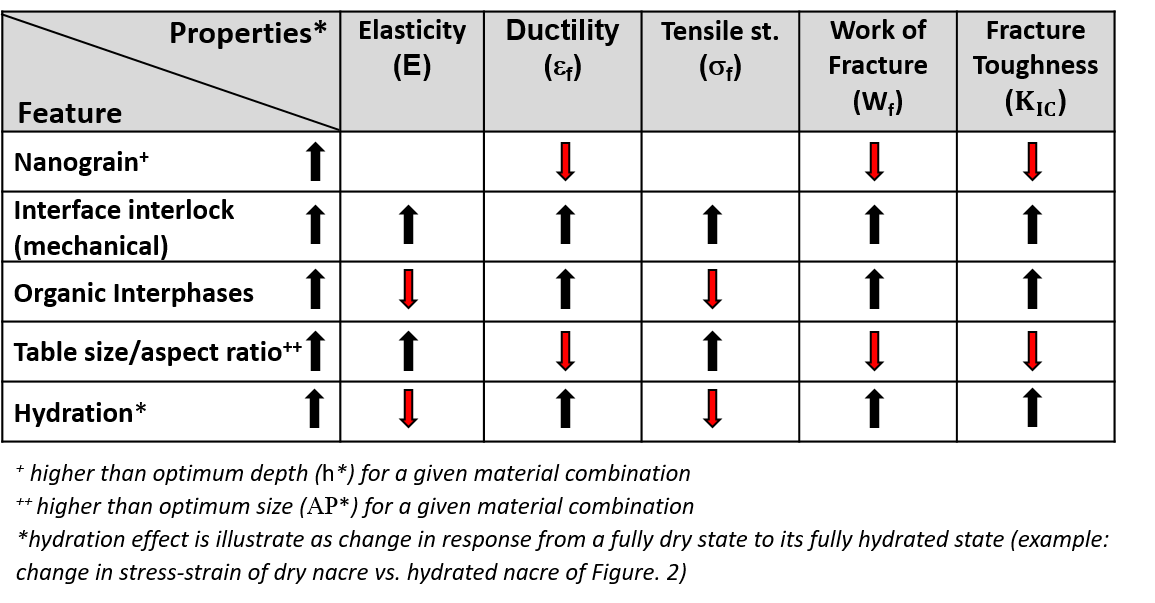 Properties*
Feature
Elasticity
(E)
Ductility
(εf)
Tensile st.
(σf)
Work of
Fracture
(Wf)
Fracture
Toughness
(KIC)
Nanograin+
Interface interlock
(mechanical)
Organic Interphases
Table size/aspect ratio++
Hydration*
+ higher than optimum depth (h*) for a given material combination
++ higher than optimum size (AP*) for a given material combination
*hydration effect is illustrate as change in response from a fully dry state to its fully hydrated state (example:
change in stress-strain of dry nacre vs. hydrated nacre of Figure. 2)